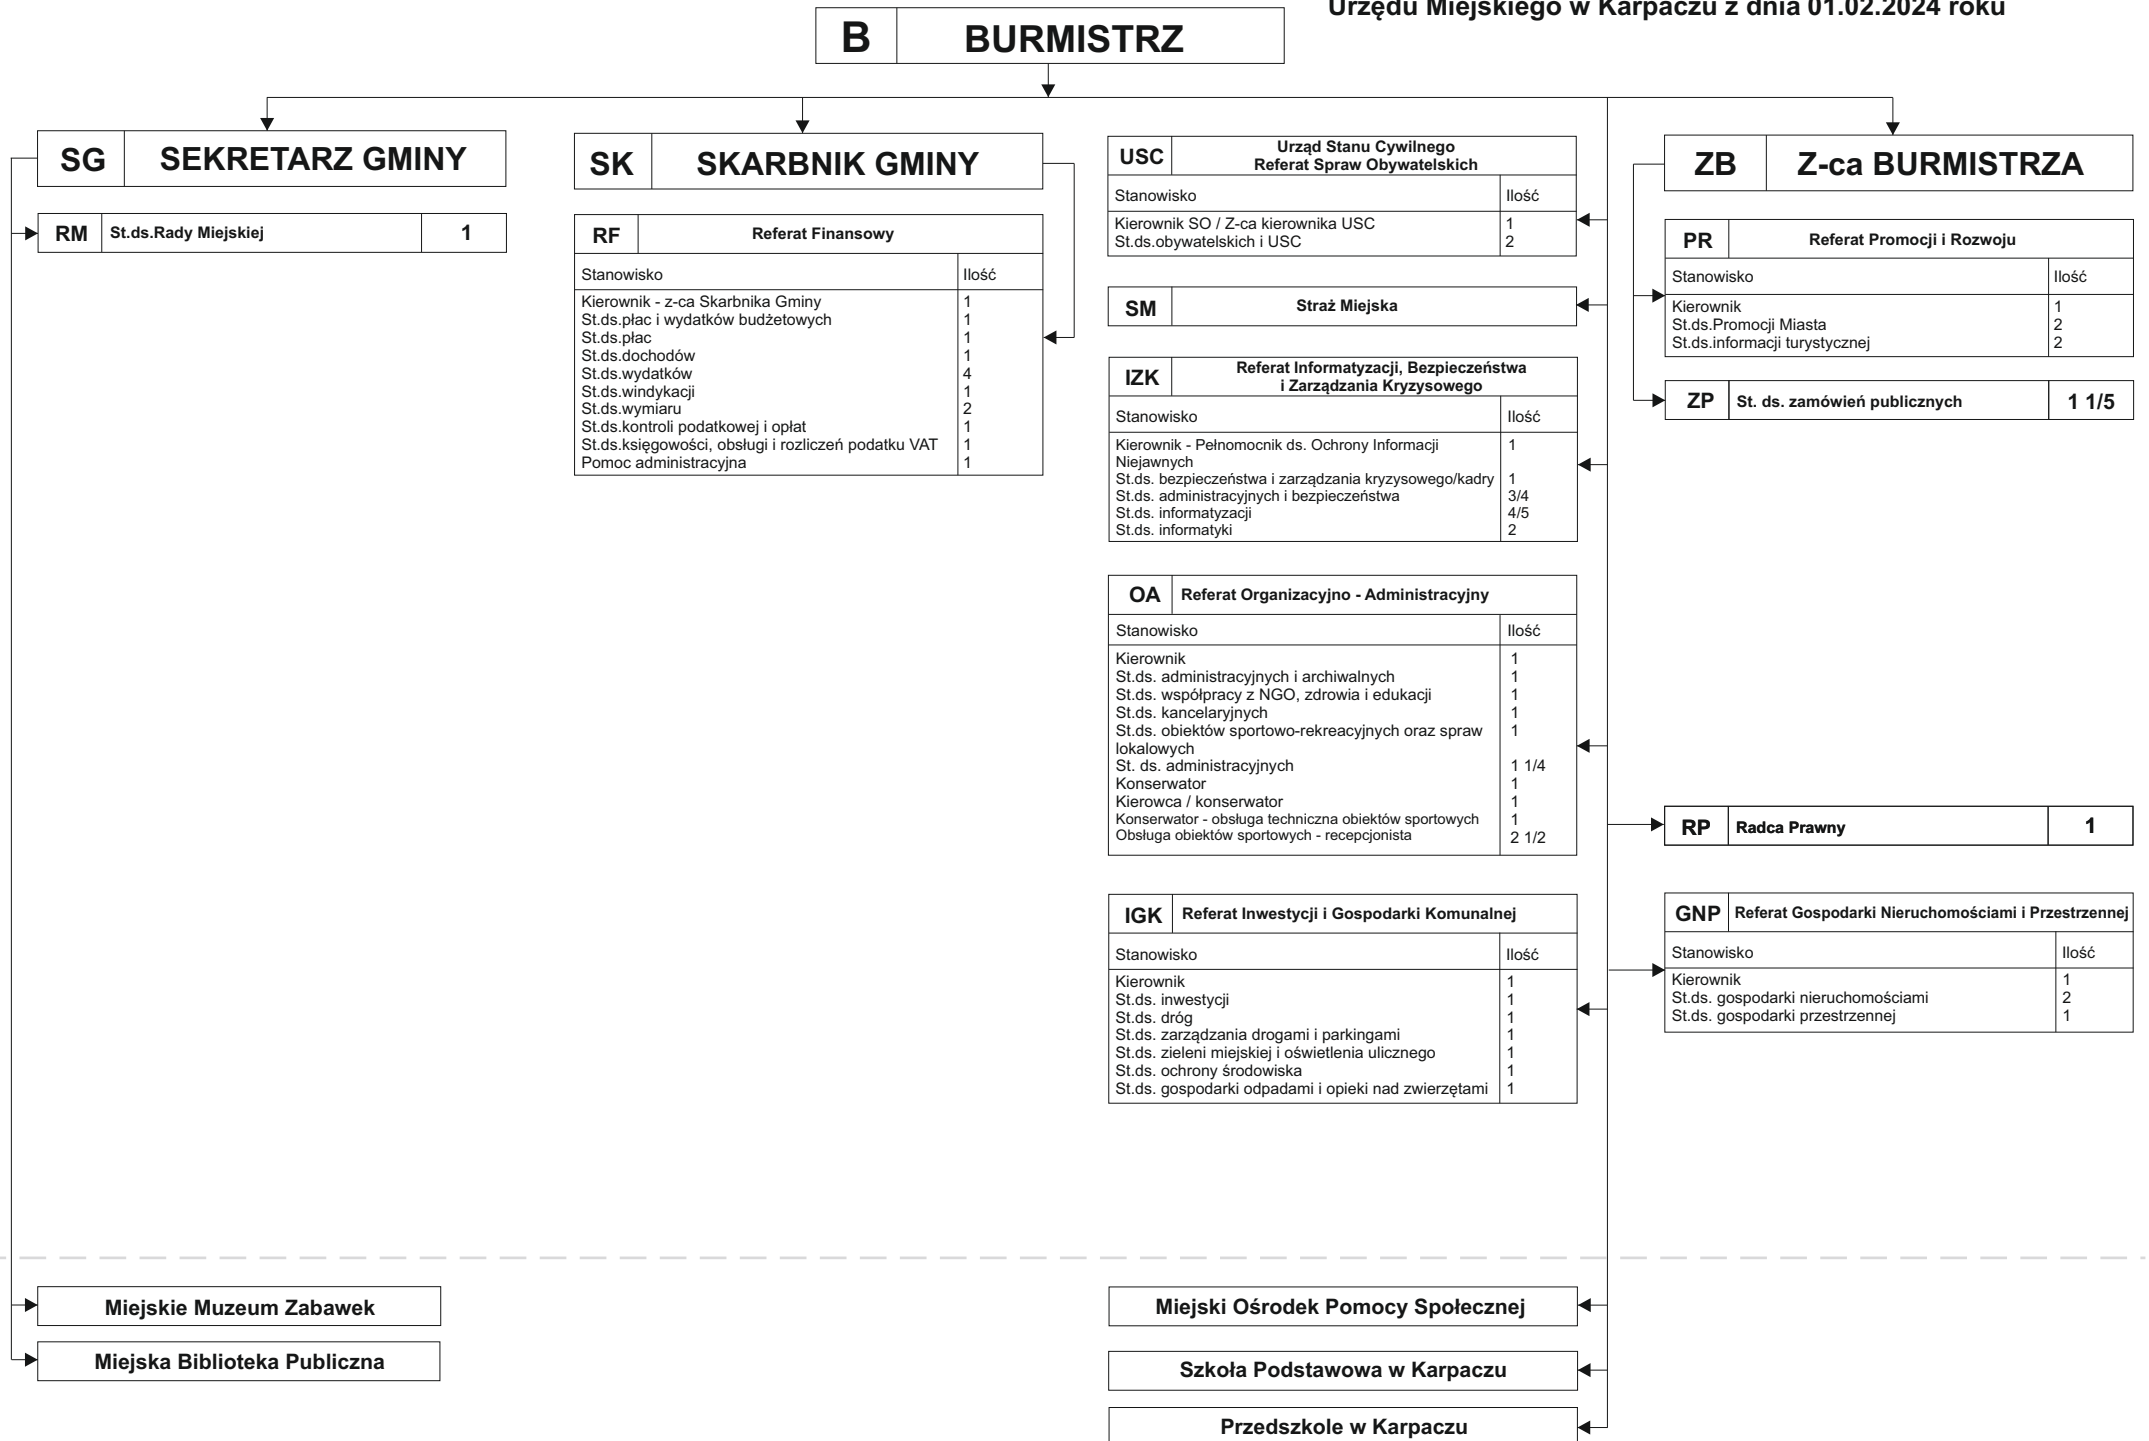 Urzędu Miejskiego w Karpaczu z dnia 01.02.2024 roku
B BURMISTRZ
SG SEKRETARZ GMINY
RM St.ds.Rady Miejskiej 1
SK SKARBNIK GMINY
RF Referat Finansowy
Stanowisko Ilość
Kierownik - z-ca Skarbnika Gminy 1
St.ds.płac i wydatków budżetowych 1
St.ds.płac 1
St.ds.dochodów 1
St.ds.wydatków 4
St.ds.windykacji 1
St.ds.wymiaru 2
St.ds.kontroli podatkowej i opłat 1
St.ds.księgowości, obsługi i rozliczeń podatku VAT 1
Pomoc administracyjna 1
USC Urząd Stanu Cywilnego
Referat Spraw Obywatelskich
Stanowisko Ilość
Kierownik SO / Z-ca kierownika USC 1
St.ds.obywatelskich i USC 2
SM Straż Miejska
IZK Referat Informatyzacji, Bezpieczeństwa
i Zarządzania Kryzysowego
Stanowisko Ilość
Kierownik - Pełnomocnik ds. Ochrony Informacji 1
Niejawnych
St.ds. bezpieczeństwa i zarządzania kryzysowego/kadry 1
St.ds. administracyjnych i bezpieczeństwa 3/4
St.ds. informatyzacji 4/5
St.ds. informatyki 2
OA Referat Organizacyjno - Administracyjny
Stanowisko Ilość
Kierownik 1
St.ds. administracyjnych i archiwalnych 1
St.ds. współpracy z NGO, zdrowia i edukacji 1
St.ds. kancelaryjnych 1
St.ds. obiektów sportowo-rekreacyjnych oraz spraw 1
lokalowych
St. ds. administracyjnych 1 1/4
Konserwator 1
Kierowca / konserwator 1
Konserwator - obsługa techniczna obiektów sportowych 1
Obsługa obiektów sportowych - recepcjonista 2 1/2
IGK Referat Inwestycji i Gospodarki Komunalnej
Stanowisko Ilość
Kierownik 1
St.ds. inwestycji 1
St.ds. dróg 1
St.ds. zarządzania drogami i parkingami 1
St.ds. zieleni miejskiej i oświetlenia ulicznego 1
St.ds. ochrony środowiska 1
St.ds. gospodarki odpadami i opieki nad zwierzętami 1
ZB Z-ca BURMISTRZA
PR Referat Promocji i Rozwoju
Stanowisko Ilość
Kierownik 1
St.ds.Promocji Miasta 2
St.ds.informacji turystycznej 2
ZP St. ds. zamówień publicznych 1 1/5
RP Radca Prawny 1
GNP Referat Gospodarki Nieruchomościami i Przestrzennej
Stanowisko Ilość
Kierownik 1
St.ds. gospodarki nieruchomościami 2
St.ds. gospodarki przestrzennej 1
Miejskie Muzeum Zabawek
Miejska Biblioteka Publiczna
Miejski Ośrodek Pomocy Społecznej
Szkoła Podstawowa w Karpaczu
Przedszkole w Karpaczu